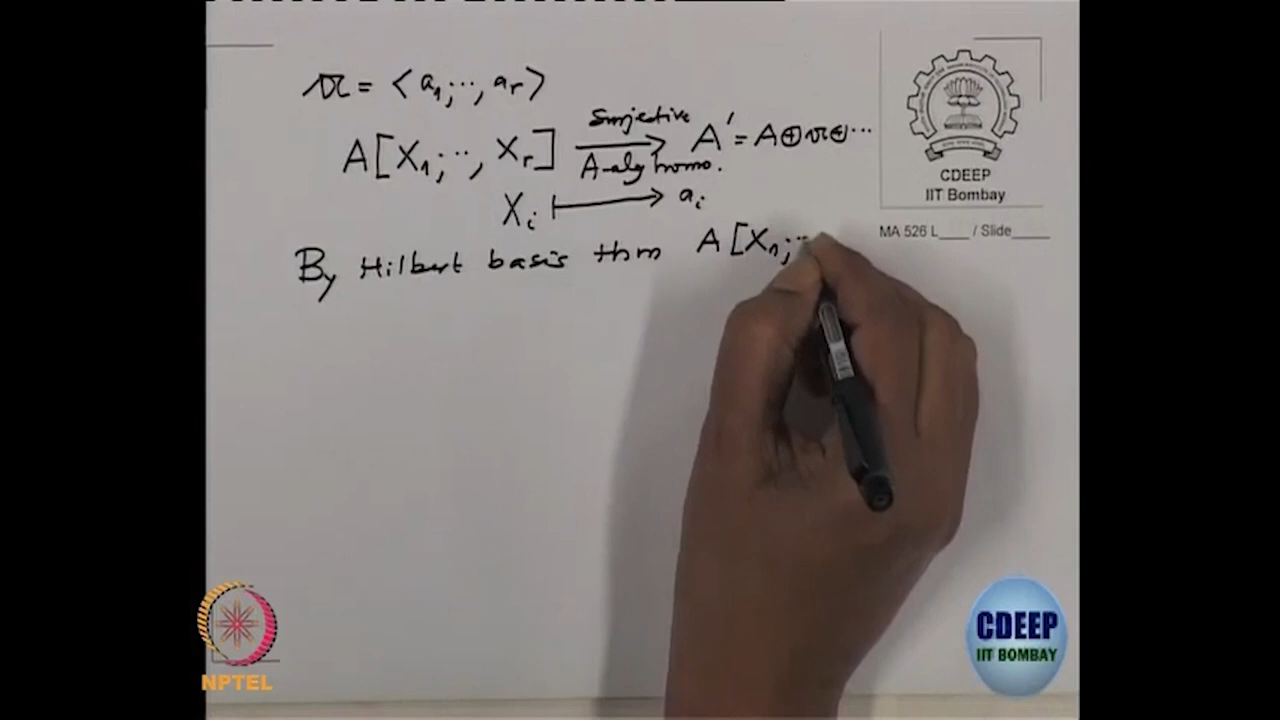 𝔞 = ⟨a₁,..., aᵣ⟩
Surjective
A[X₁,.., Xᵣ] ⟶ A' = A⊕𝔞⊕...
A-alg homo.
Xᵢ ⟼ aᵢ
By Hilbert basis thm A[X₁,..
CDEEP
IIT Bombay
MA 526 L___ / Slide____
NPTEL
CDEEP
IIT BOMBAY